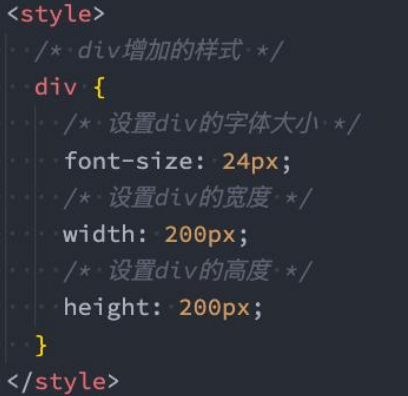 <style>
/* div增加的样式 */
div {
/* 设置div的字体大小 */
font-size: 24px;
/* 设置div的宽度 */
width: 200px;
/* 设置div的高度 */
height: 200px;
}
</style>